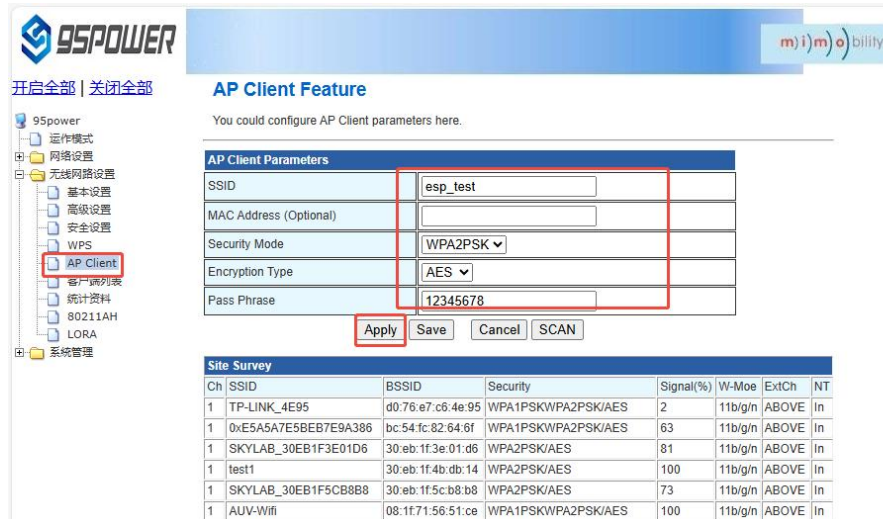 95POWER
m)i)m)o)bility
开启全部 | 关闭全部
AP Client Feature
95power
You could configure AP Client parameters here.
运作模式
网络设置
无线网路设置
基本设置
高级设置
安全设置
WPS
AP Client
客户端列表
统计资料
80211AH
LORA
系统管理
AP Client Parameters
SSID esp_test
MAC Address (Optional)
Security Mode WPA2PSK
Encryption Type AES
Pass Phrase 12345678
Apply Save Cancel SCAN
Site Survey
Ch SSID BSSID Security Signal(%) W-Moe ExtCh NT
1 TP-LINK_4E95 d0:76:e7:c6:4e:95 WPA1PSKWPA2PSK/AES 2 11b/g/n ABOVE In
1 0xE5A5A7E5BEB7E9A386 bc:54:fc:82:64:6f WPA1PSKWPA2PSK/AES 63 11b/g/n ABOVE In
1 SKYLAB_30EB1F3E01D6 30:eb:1f:3e:01:d6 WPA2PSK/AES 81 11b/g/n ABOVE In
1 test1 30:eb:1f:4b:db:14 WPA2PSK/AES 100 11b/g/n ABOVE In
1 SKYLAB_30EB1F5CB8B8 30:eb:1f:5c:b8:b8 WPA2PSK/AES 73 11b/g/n ABOVE In
1 AUV-Wifi 08:1f:71:56:51:ce WPA1PSKWPA2PSK/AES 100 11b/g/n ABOVE In